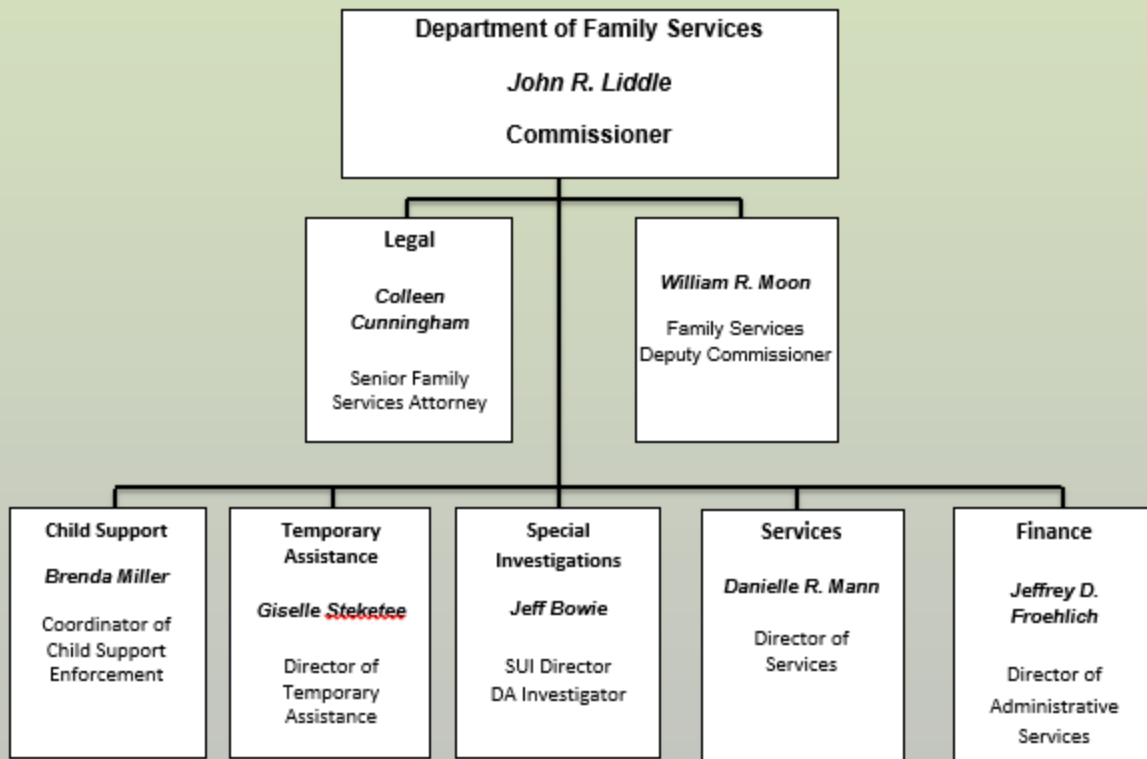 Department of Family Services
John R. Liddle
Commissioner
Legal
Colleen
Cunningham
Senior Family
Services Attorney
William R. Moon
Family Services
Deputy Commissioner
Child Support
Brenda Miller
Coordinator of
Child Support
Enforcement
Temporary
Assistance
Giselle Steketee
Director of
Temporary
Assistance
Special
Investigations
Jeff Bowie
SUI Director
DA Investigator
Services
Danielle R. Mann
Director of
Services
Finance
Jeffrey D.
Froehlich
Director of
Administrative
Services